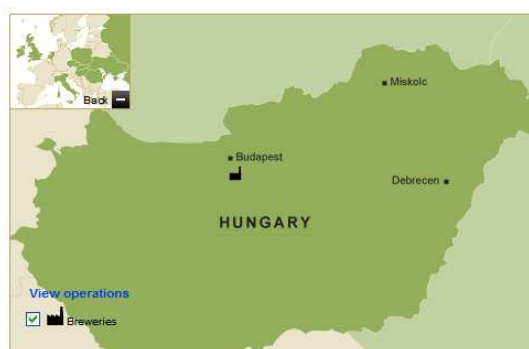 Back
Miskolc
Budapest
Debrecen
HUNGARY
View operations
Breweries